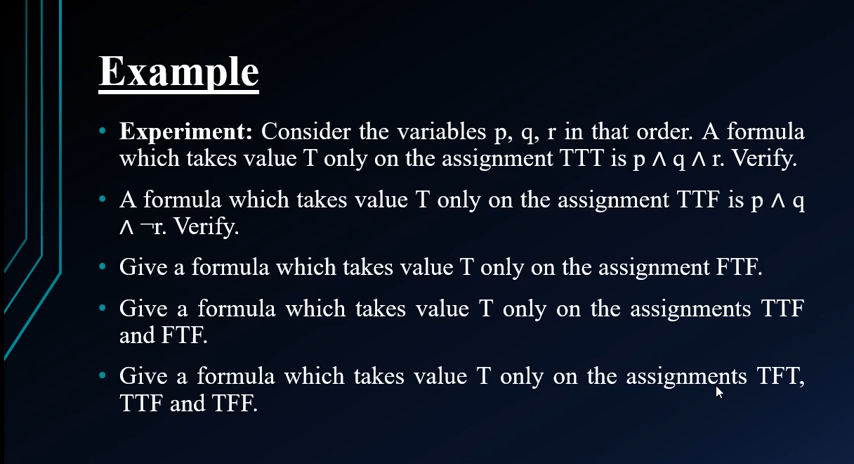 Example
• Experiment: Consider the variables p, q, r in that order. A formula
which takes value T only on the assignment TTT is p ∧ q ∧ r. Verify.
• A formula which takes value T only on the assignment TTF is p ∧ q
∧ ¬r. Verify.
• Give a formula which takes value T only on the assignment FTF.
• Give a formula which takes value T only on the assignments TTF
and FTF.
• Give a formula which takes value T only on the assignments TFT,
TTF and TFF.